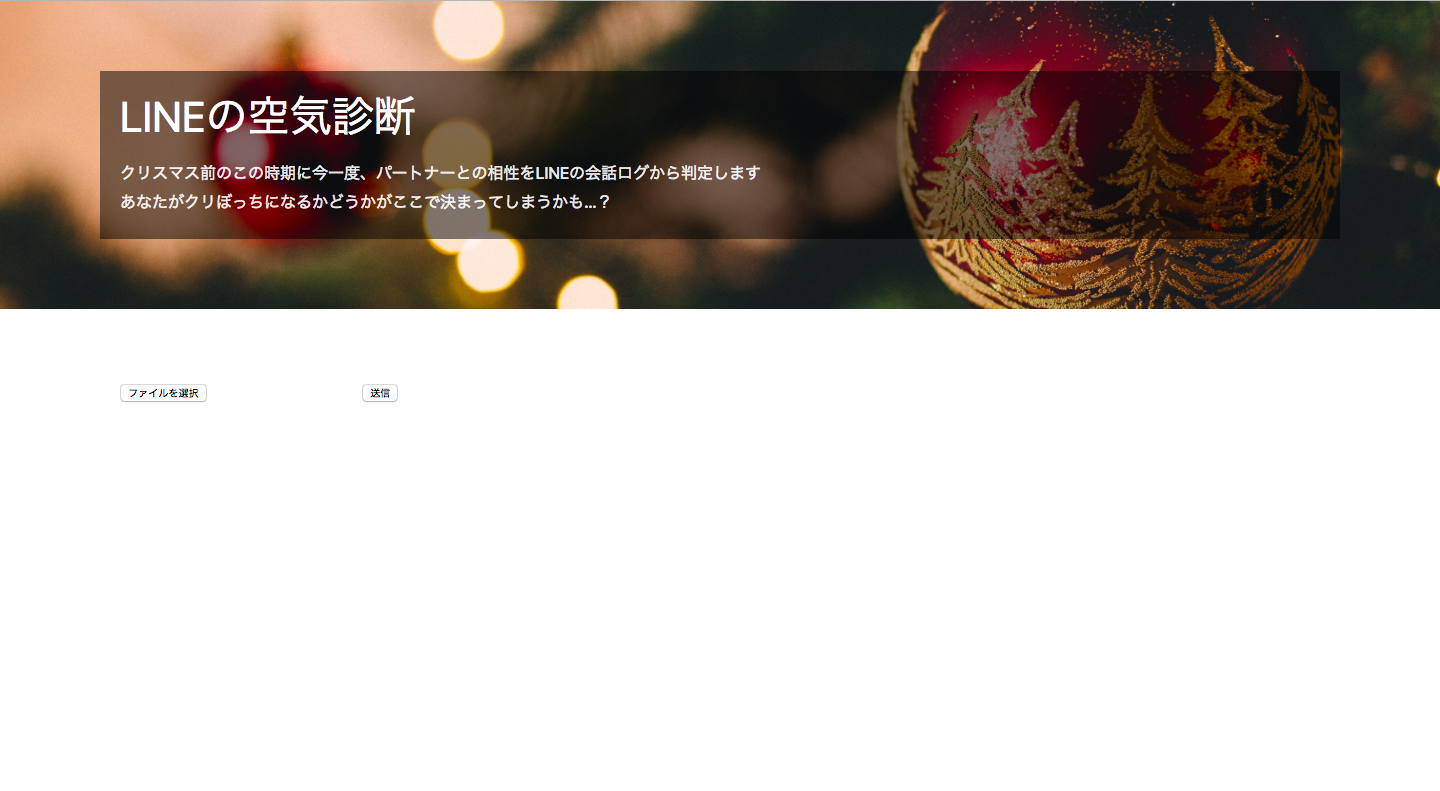 LINEの空気診断
クリスマス前のこの時期に今一度、パートナーとの相性をLINEの会話ログから判定します
あなたがクリぼっちになるかどうかがここで決まってしまうかも...？
ファイルを選択 送信